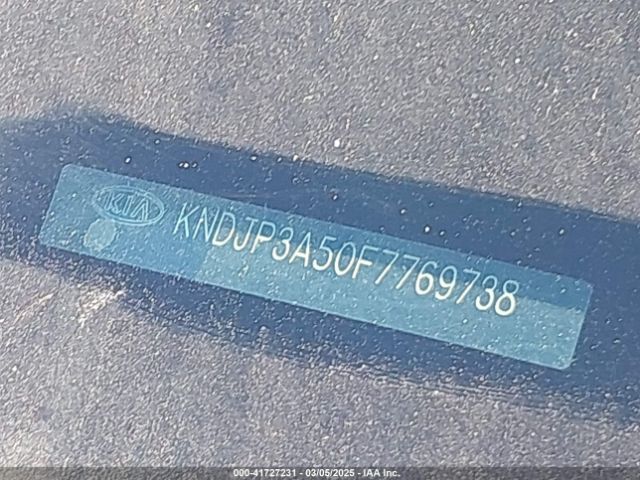 KIA KNDJP3A50F7769738
000-41727231 - 03/05/2025 - IAA Inc.